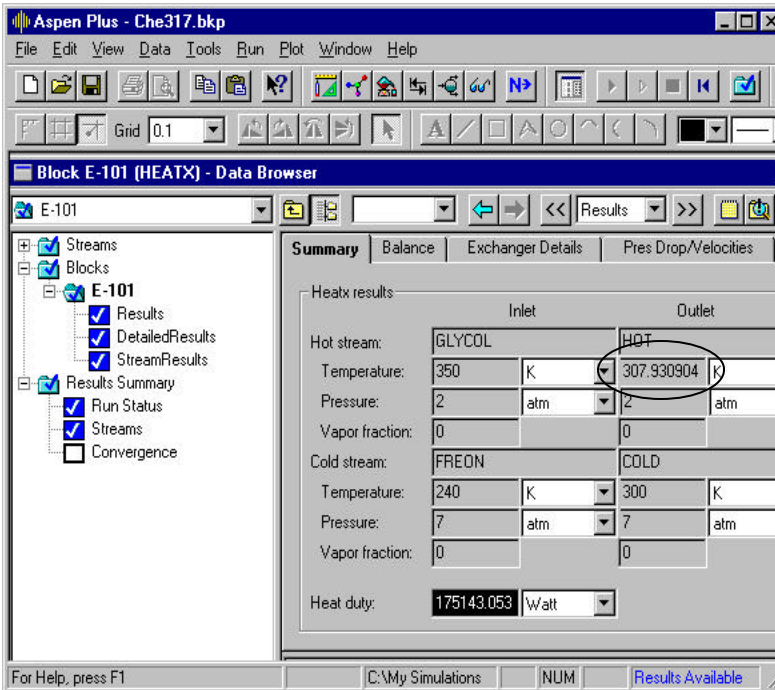 Aspen Plus - Che317.bkp
File Edit View Data Tools Run Plot Window Help
N>
Grid 0.1
A A
Block E-101 (HEATX) - Data Browser
E-101
<< Results >>
Streams
Blocks
E-101
Results
DetailedResults
StreamResults
Results Summary
Run Status
Streams
Convergence
Summary Balance Exchanger Details Pres Drop/Velocities
Heatx results
Inlet Outlet
Hot stream: GLYCOL HOT
Temperature: 350 K 307.930904 K
Pressure: 2 atm 2 atm
Vapor fraction: 0 0
Cold stream: FREON COLD
Temperature: 240 K 300 K
Pressure: 7 atm 7 atm
Vapor fraction: 0 0
Heat duty: 175143.053 Watt
For Help, press F1 C:\My Simulations NUM Results Available